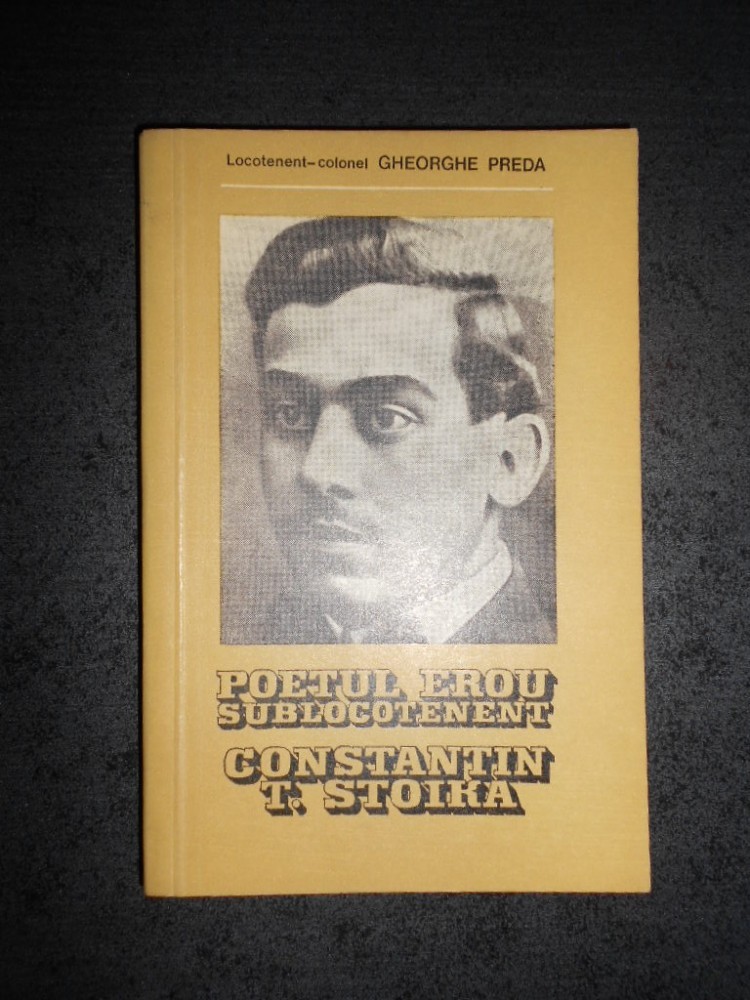 Locotenent-colonel GHEORGHE PREDA
POETUL EROU
SUBLOCOTENENT
CONSTANTIN
T. STOIKA